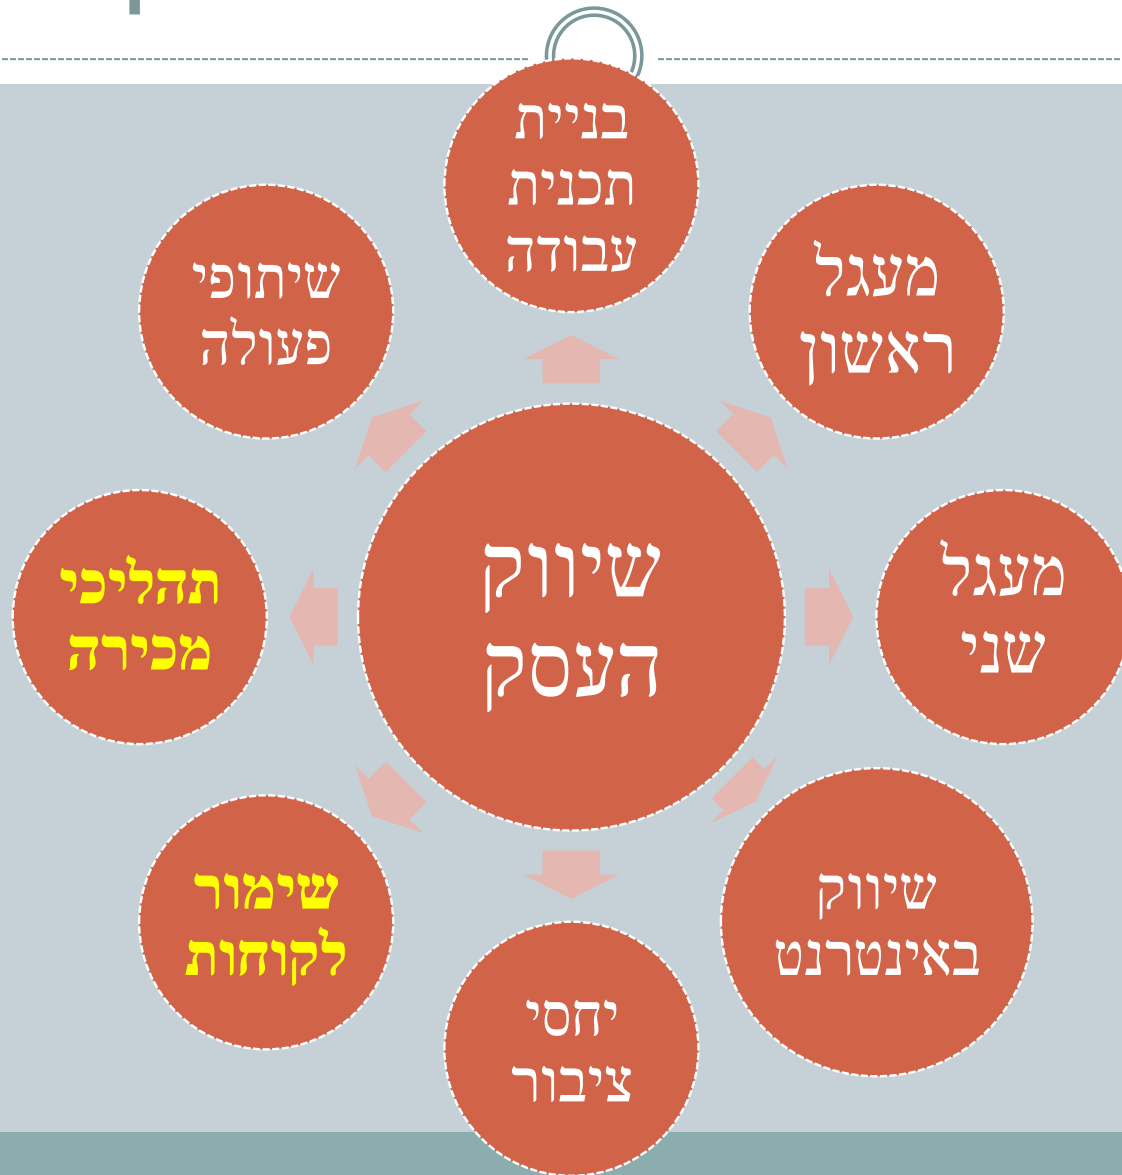 בניית
תכנית
עבודה
מעגל
ראשון
מעגל
שני
שיווק
באינטרנט
יחסי
ציבור
שימור
לקוחות
תהליכי
מכירה
שיתופי
פעולה
שיווק
העסק